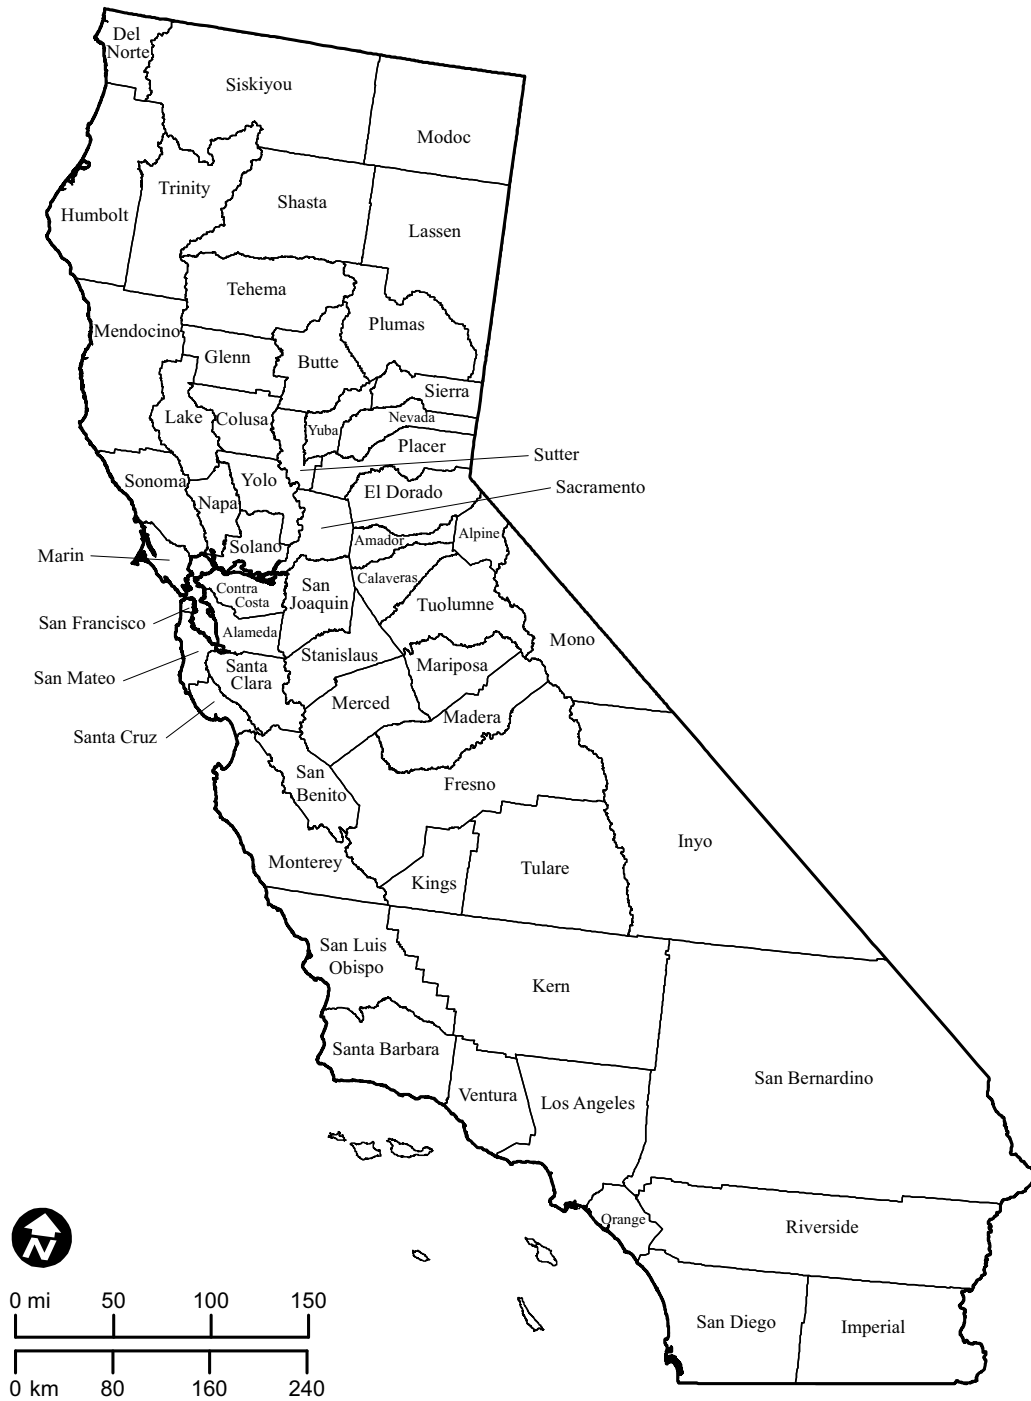 Del
Norte
Siskiyou
Modoc
Trinity
Shasta
Humbolt
Lassen
Tehema
Plumas
Mendocino
Glenn
Butte
Sierra
Lake
Colusa
Yuba
Nevada
Placer
Sutter
Sonoma
Yolo
Napa
El Dorado
Sacramento
Marin
Solano
Amador
Alpine
Contra
Costa
San
Joaquin
Calaveras
Tuolumne
San Francisco
Alameda
Mono
Stanislaus
San Mateo
Santa
Clara
Mariposa
Merced
Madera
Santa Cruz
San
Benito
Fresno
Inyo
Monterey
Kings
Tulare
San Luis
Obispo
Kern
Santa Barbara
San Bernardino
Ventura
Los Angeles
Orange
Riverside
N
San Diego
Imperial
0 mi 50 100 150
0 km 80 160 240